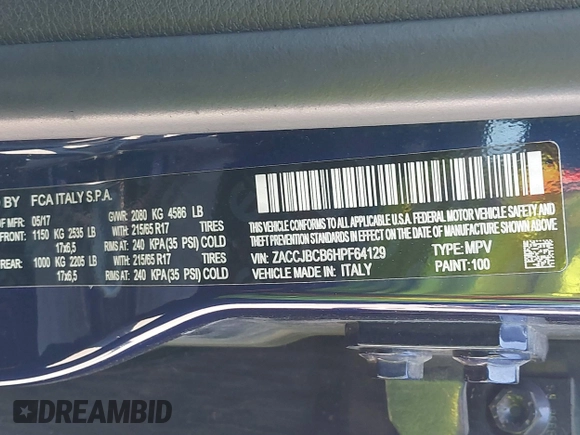 D BY FCA ITALY S.P.A.
OF MFR: 05/17 GVWR: 2080 KG 4586 LB
FRONT: 1150 KG 2535 LB WITH: 215/65 R17 TIRES
17x6,5 RIMS AT: 240 KPA(35 PSI) COLD
REAR: 1000 KG 2205 LB WITH: 215/65 R17 TIRES
17x6,5 RIMS AT: 240 KPA(35 PSI) COLD
THIS VEHICLE CONFORMS TO ALL APPLICABLE U.S.A. FEDERAL MOTOR VEHICLE SAFETY AND
THEFT PREVENTION STANDARDS IN EFFECT ON THE DATE OF MANUFACTURE SHOWN ABOVE.
VIN: ZACCJBCB6HPF64129 TYPE: MPV
VEHICLE MADE IN: ITALY PAINT: 100
DREAMBID